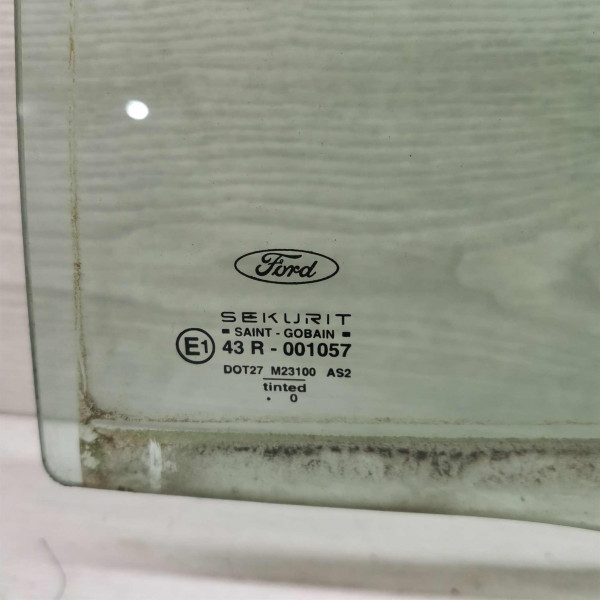 Ford
SEKURIT
SAINT - GOBAIN
E1 43 R - 001057
DOT27 M23100 AS2
tinted
. 0